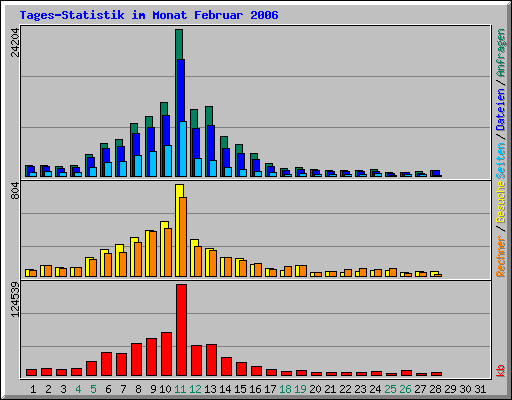 Tages-Statistik im Monat Februar 2006
24204
Anfragen / Dateien / Seiten
804
Rechner / Besuche
124539
kb
1 2 3 4 5 6 7 8 9 10 11 12 13 14 15 16 17 18 19 20 21 22 23 24 25 26 27 28 29 30 31